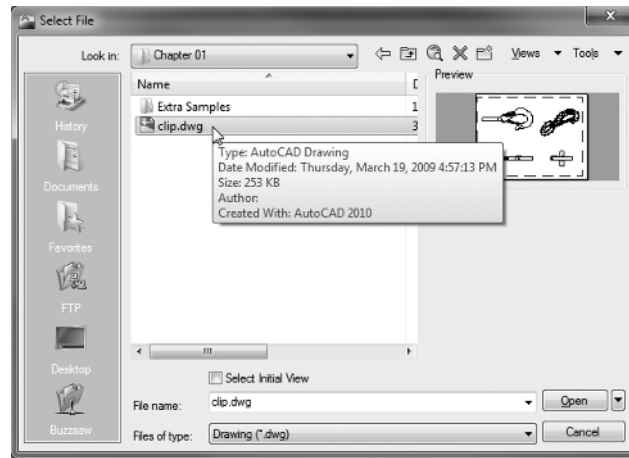 Select File
Look in: Chapter 01 Views Tools
Name
Extra Samples 1
clip.dwg 3
Preview
Type: AutoCAD Drawing
Date Modified: Thursday, March 19, 2009 4:57:13 PM
Size: 253 KB
Author:
Created With: AutoCAD 2010
History
Documents
Favorites
FTP
Desktop
Buzzsaw
Select Initial View
File name: clip.dwg Open
Files of type: Drawing (*.dwg) Cancel